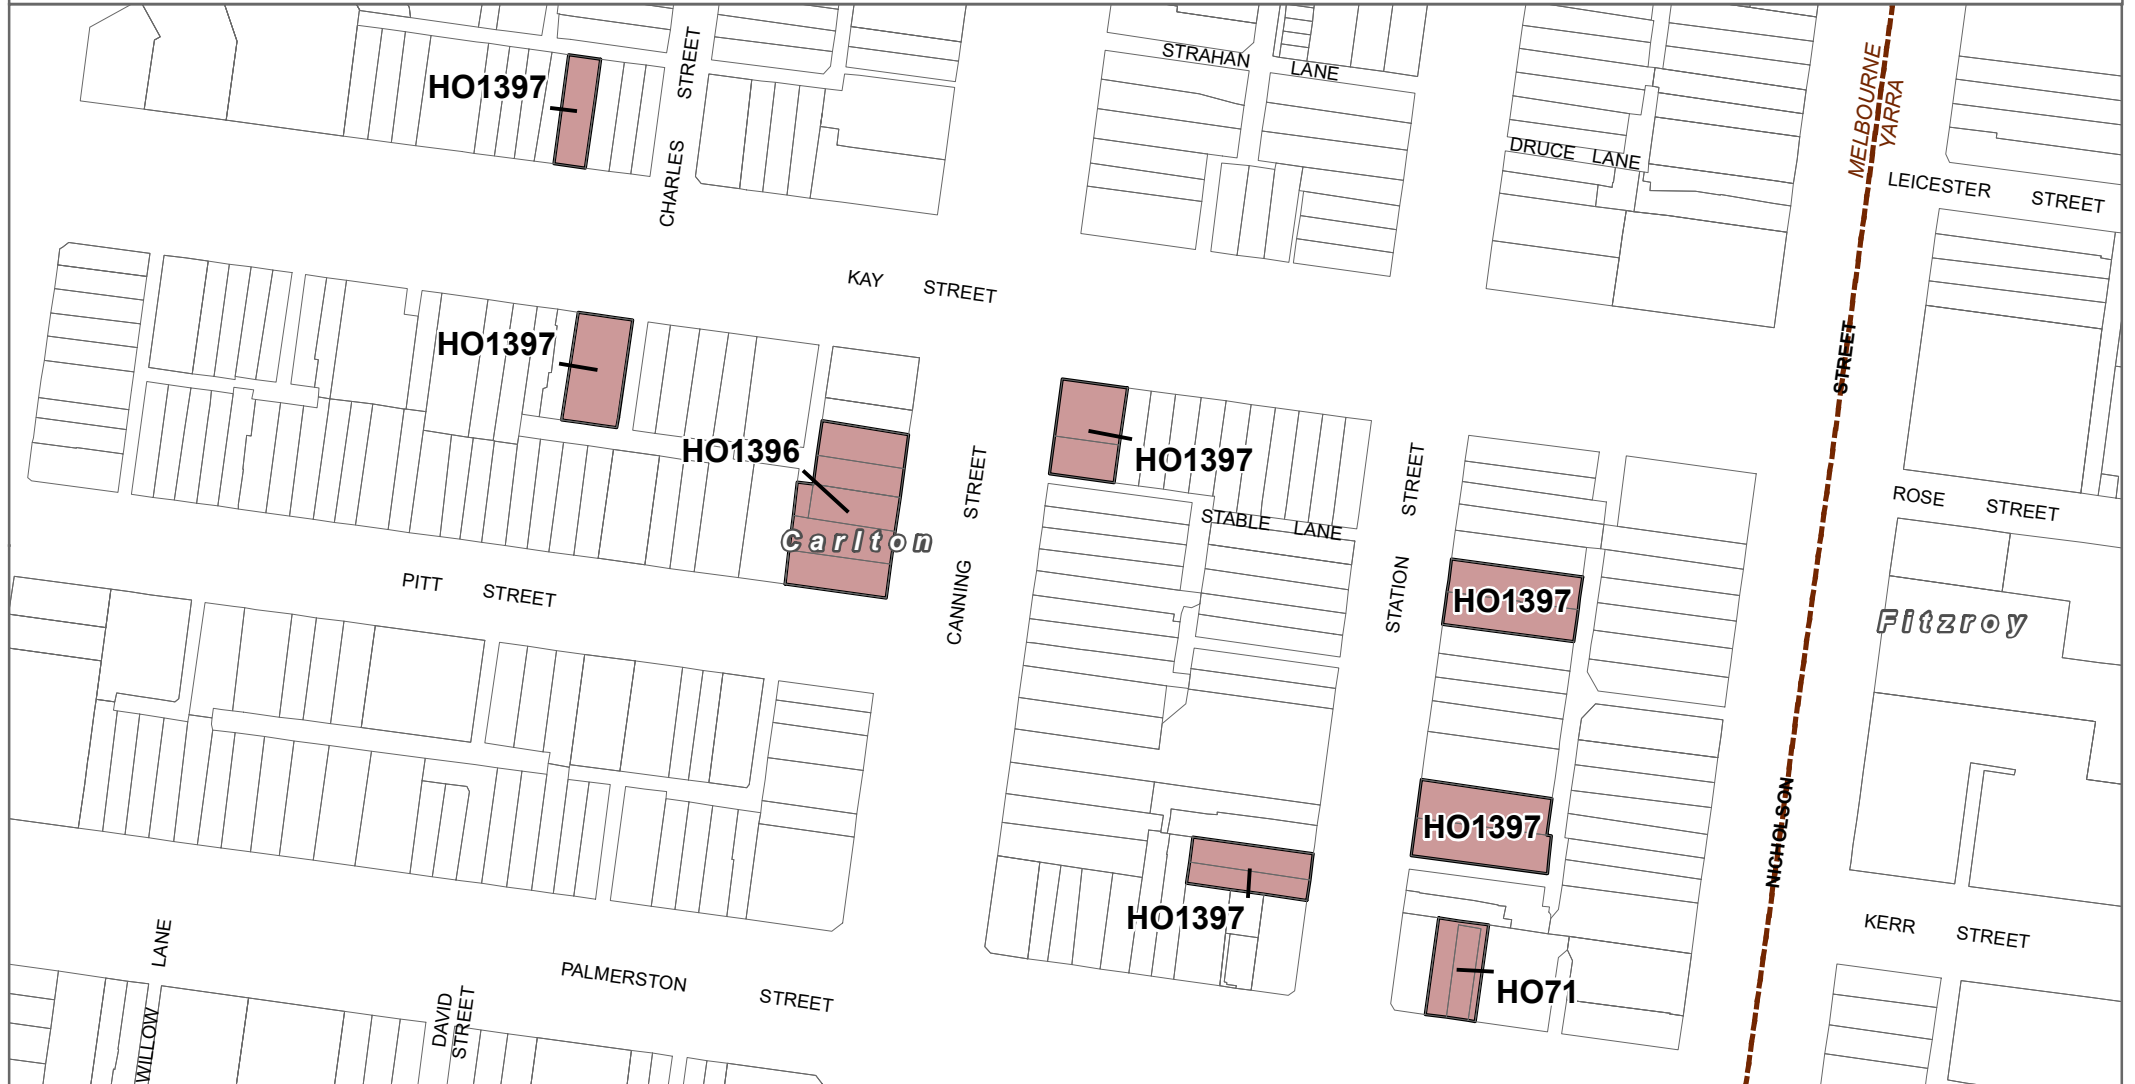 STRAHAN LANE
HO1397
CHARLES STREET
MELBOURNE
YARRA
DRUCE LANE
LEICESTER STREET
KAY STREET
HO1397
HO1396
HO1397
STABLE LANE
Carlton
CANNING STREET
STATION STREET
ROSE STREET
PITT STREET
HO1397
Fitzroy
HO1397
NICHOLSON STREET
HO1397
KERR STREET
WILLOW LANE
PALMERSTON STREET
DAVID
STREET
HO71